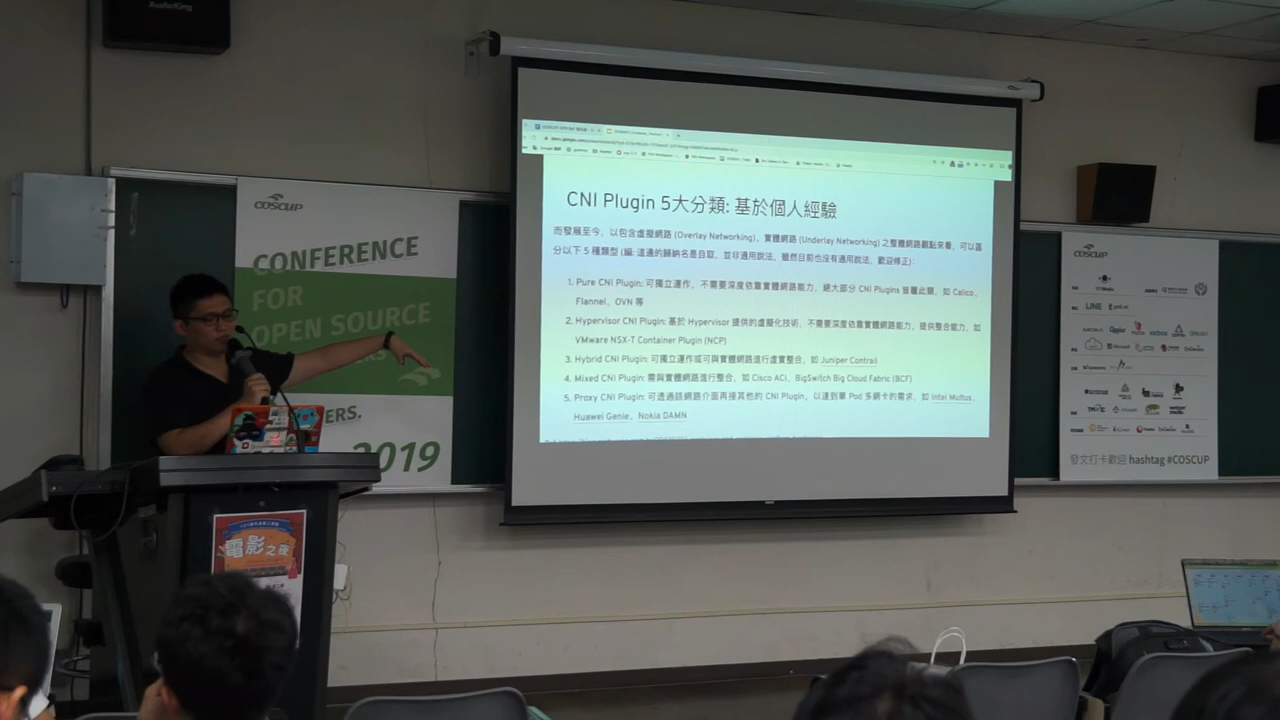 AudioKing
COSCUP
CONFERENCE
FOR
OPEN SOURCE
ERS.
2019
CNI Plugin 5大分類: 基於個人經驗
而發展至今，以包含虛擬網路 (Overlay Networking)、實體網路 (Underlay Networking) 之整體網路觀點來看，可以區
分以下 5 種類型 (編: 這邊的歸納名是自取，並非通用說法，雖然目前也沒有通用說法，歡迎修正):
1. Pure CNI Plugin: 可獨立運作，不需要深度依靠實體網路能力，絕大部分 CNI Plugins 皆屬此類，如 Calico、
Flannel、OVN 等
2. Hypervisor CNI Plugin: 基於 Hypervisor 提供的虛擬化技術，不需要深度依靠實體網路能力，提供整合能力，如
VMware NSX-T Container Plugin (NCP)
3. Hybrid CNI Plugin: 可獨立運作或可與實體網路進行虛實整合，如 Juniper Contrail
4. Mixed CNI Plugin: 需與實體網路進行整合，如 Cisco ACI、BigSwitch Big Cloud Fabric (BCF)
5. Proxy CNI Plugin: 可透過該網路介面再接其他的 CNI Plugin，以達到單 Pod 多網卡的需求，如 Intel Multus、
Huawei Genie、Nokia DAMN
COSCUP
LINE
發文打卡歡迎 hashtag #COSCUP
電影之夜